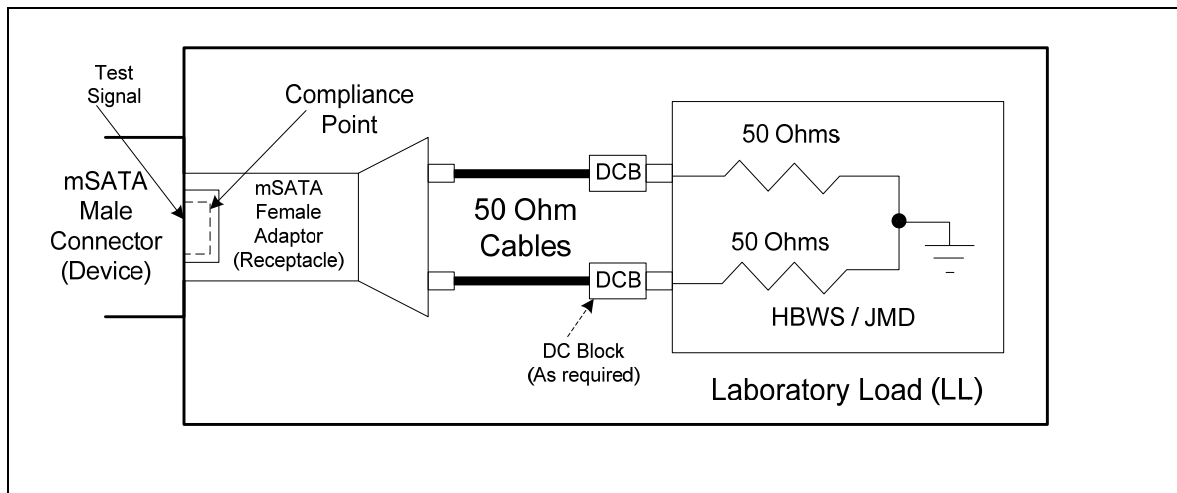 Test
Signal
Compliance
Point
mSATA
Male
Connector
(Device)
mSATA
Female
Adaptor
(Receptacle)
50 Ohm
Cables
DCB
DCB
DC Block
(As required)
50 Ohms
50 Ohms
HBWS / JMD
Laboratory Load (LL)